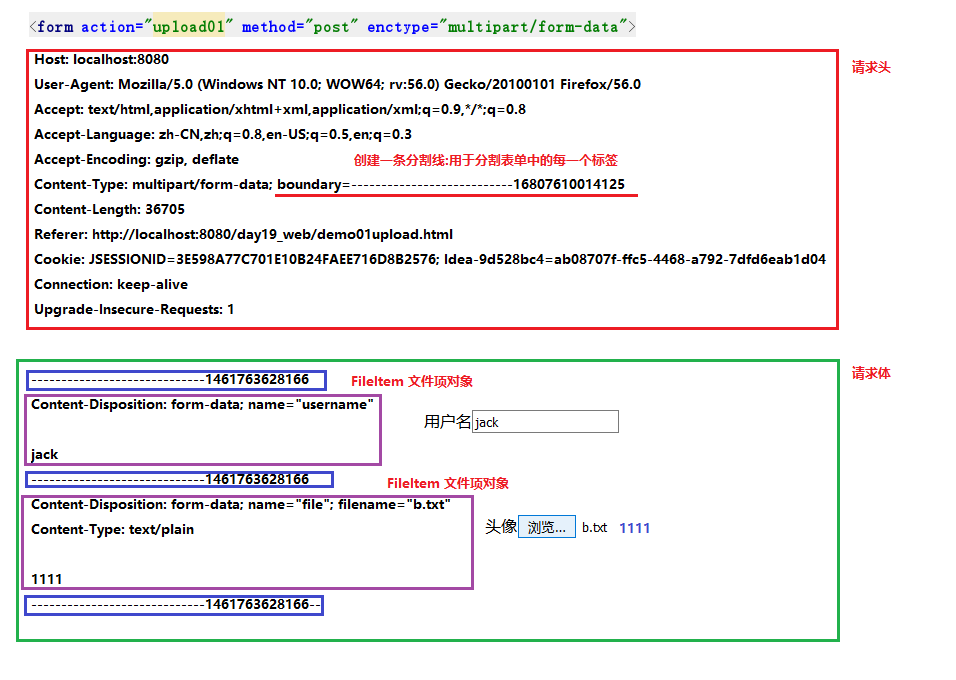 <form action="upload01" method="post" enctype="multipart/form-data">
Host: localhost:8080
请求头
User-Agent: Mozilla/5.0 (Windows NT 10.0; WOW64; rv:56.0) Gecko/20100101 Firefox/56.0
Accept: text/html,application/xhtml+xml,application/xml;q=0.9,*/*;q=0.8
Accept-Language: zh-CN,zh;q=0.8,en-US;q=0.5,en;q=0.3
Accept-Encoding: gzip, deflate
创建一条分割线:用于分割表单中的每一个标签
Content-Type: multipart/form-data; boundary=---------------------------16807610014125
Content-Length: 36705
Referer: http://localhost:8080/day19_web/demo01upload.html
Cookie: JSESSIONID=3E598A77C701E10B24FAEE716D8B2576; Idea-9d528bc4=ab08707f-ffc5-4468-a792-7dfd6eab1d04
Connection: keep-alive
Upgrade-Insecure-Requests: 1
请求体
-----------------------------1461763628166
FileItem 文件项对象
Content-Disposition: form-data; name="username"
用户名 jack
jack
-----------------------------1461763628166
FileItem 文件项对象
Content-Disposition: form-data; name="file"; filename="b.txt"
Content-Type: text/plain
头像 浏览... b.txt 1111
1111
-----------------------------1461763628166--